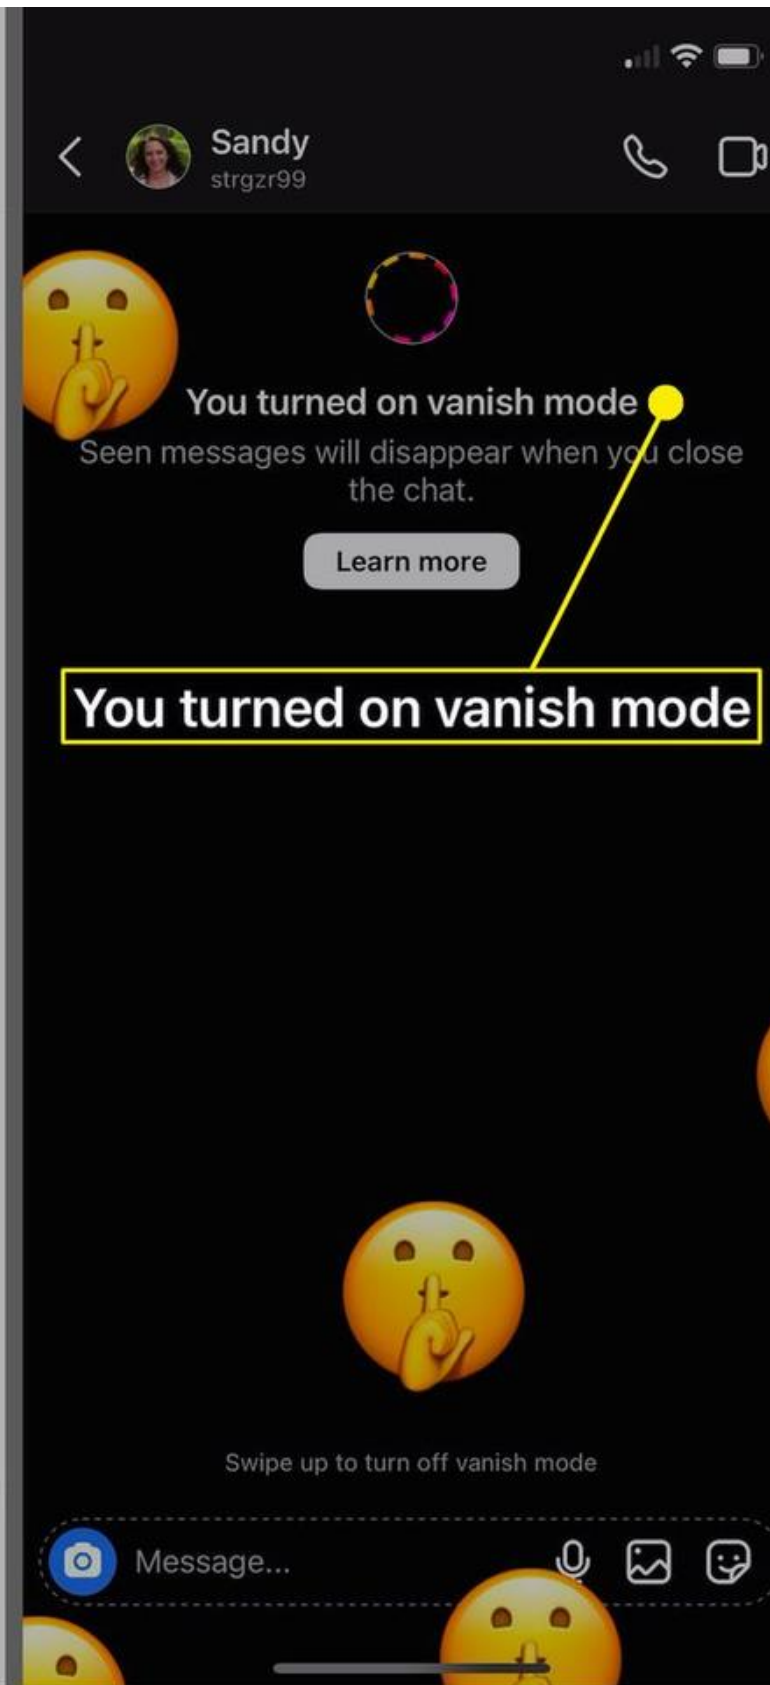 Sandy
strgzr99
You turned on vanish mode
Seen messages will disappear when you close
the chat.
Learn more
You turned on vanish mode
Swipe up to turn off vanish mode
Message...